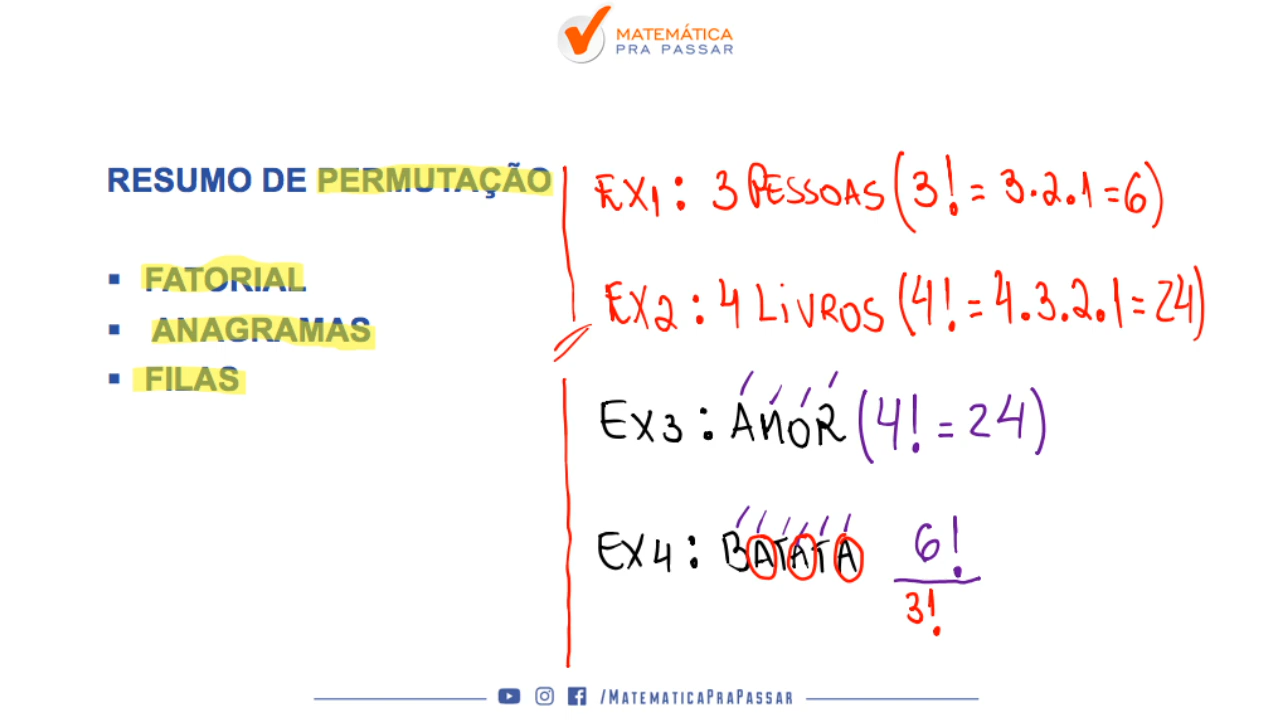 MATEMÁTICA
PRA PASSAR
RESUMO DE PERMUTAÇÃO
▪ FATORIAL
▪ ANAGRAMAS
▪ FILAS
EX1: 3 PESSOAS (3! = 3.2.1 = 6)
EX2: 4 LiVROS (4! = 4.3.2.1 = 24)
EX3: AMOR (4! = 24)
EX4: BATATA 6!
3!
/MATEMATICAPRAPASSAR